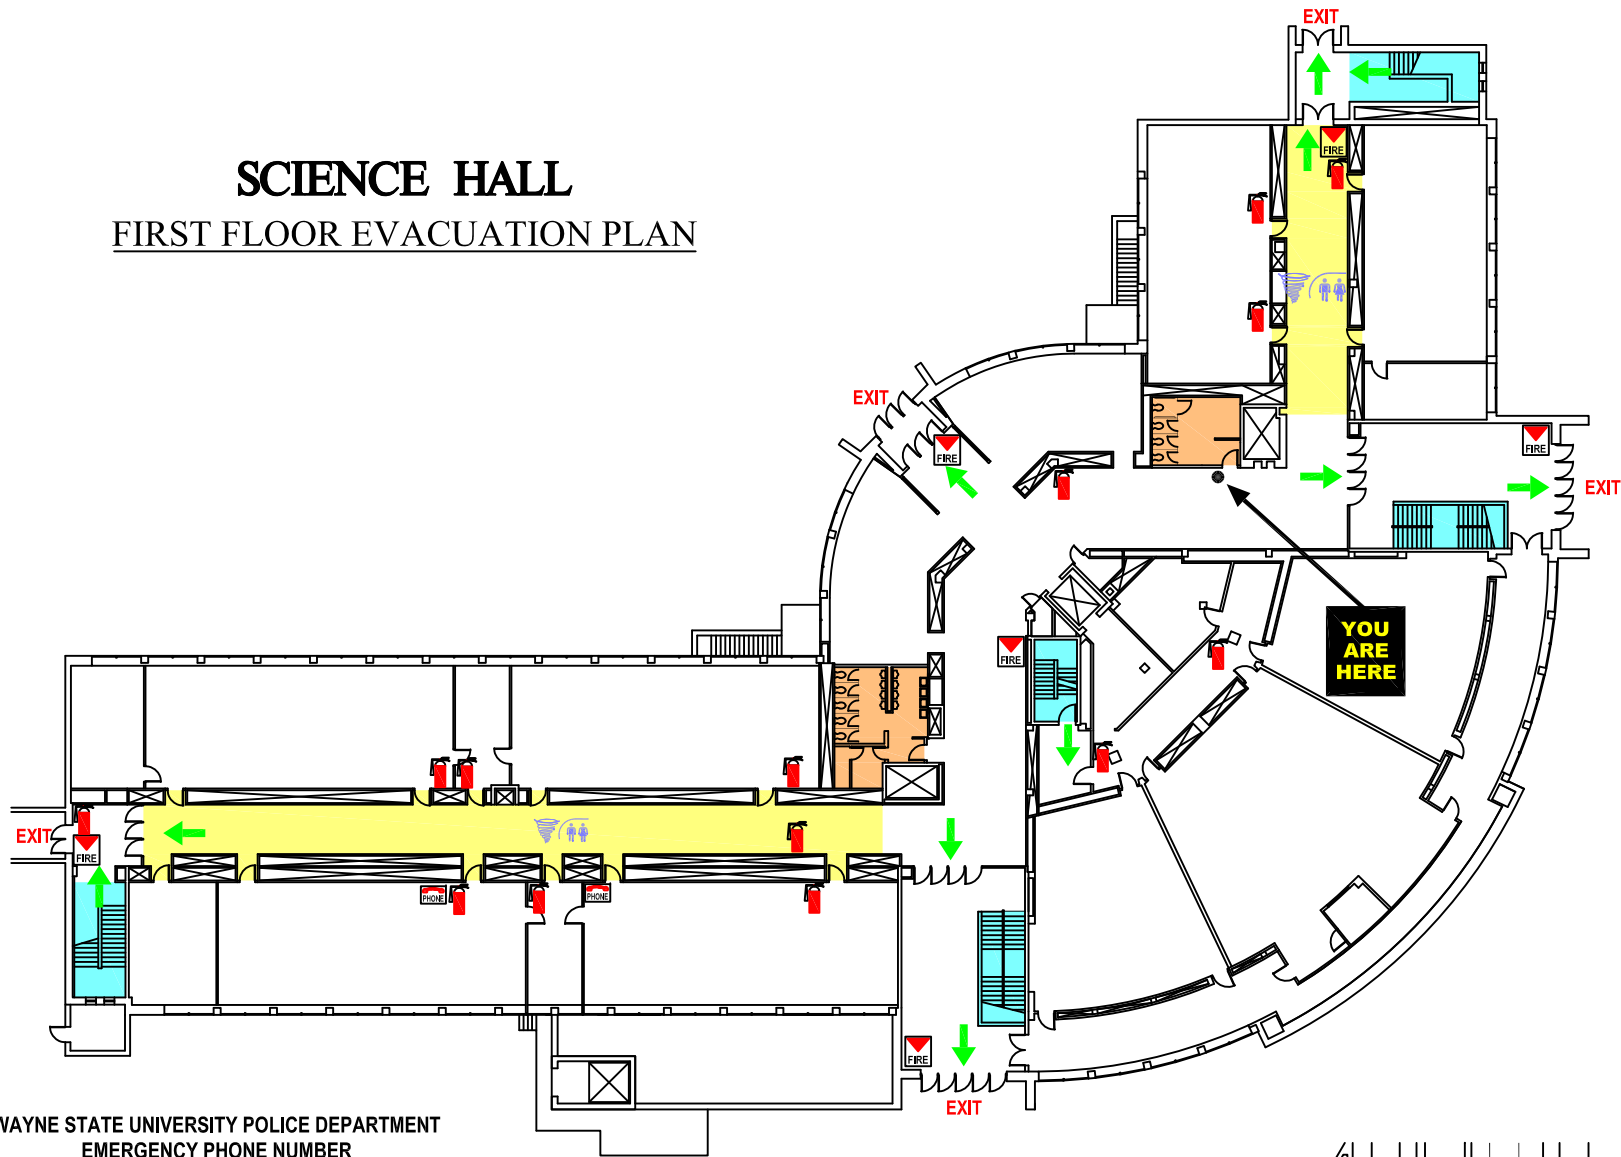 EXIT
SCIENCE HALL
FIRST FLOOR EVACUATION PLAN
FIRE
EXIT
FIRE
FIRE
EXIT
YOU
ARE
HERE
FIRE
EXIT
FIRE
PHONE
PHONE
FIRE
EXIT
WAYNE STATE UNIVERSITY POLICE DEPARTMENT
EMERGENCY PHONE NUMBER